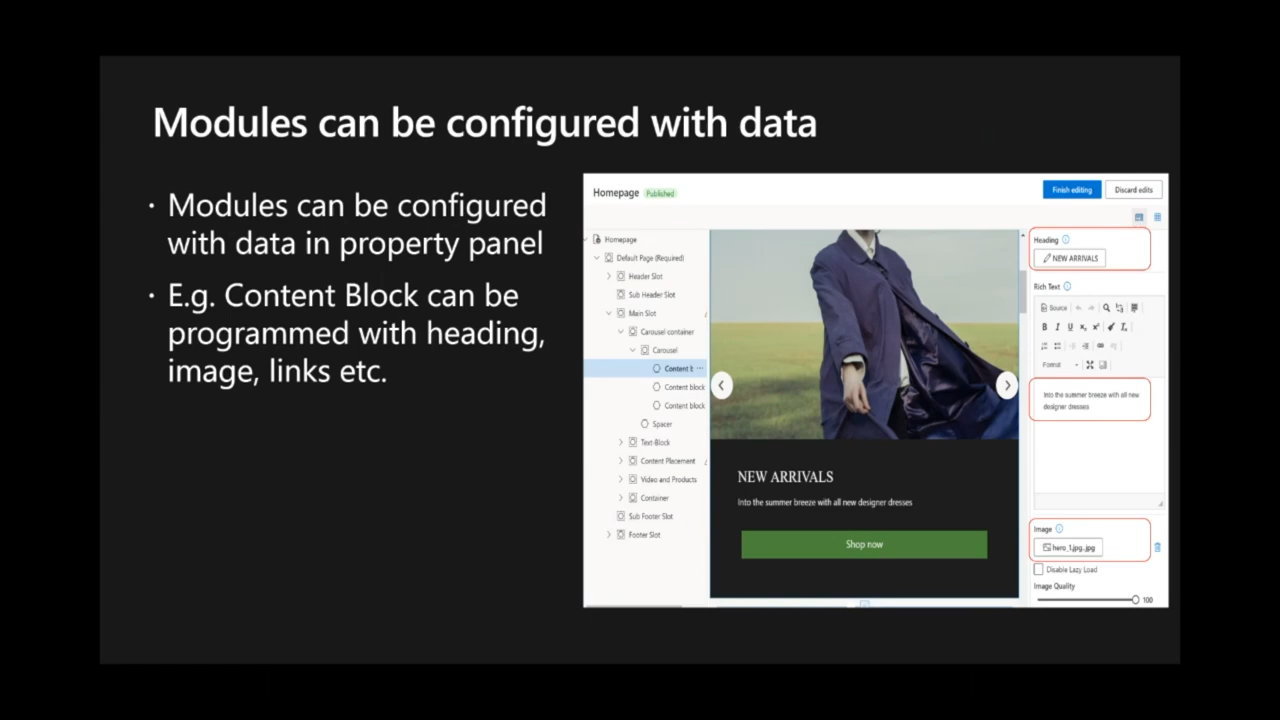 Modules can be configured with data
· Modules can be configured
with data in property panel
· E.g. Content Block can be
programmed with heading,
image, links etc.
Homepage Published
Finish editing Discard edits
Homepage
Default Page (Required)
Header Slot
Sub Header Slot
Main Slot
Carousel container
Carousel
Content b ···
Content block
Content block
Spacer
Text-Block
Content Placement
Video and Products
Container
Sub Footer Slot
Footer Slot
NEW ARRIVALS
Into the summer breeze with all new designer dresses
Shop now
Heading
NEW ARRIVALS
Rich Text
Source
B I U x₂ x² Tx
Format
Into the summer breeze with all new
designer dresses
Image
hero_1.jpg..jpg
Disable Lazy Load
Image Quality
100